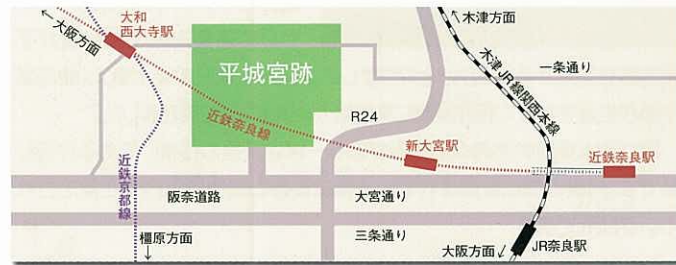 大和
西大寺駅
←大阪方面
木津方面
平城宮跡
一条通り
木津JR線関西本線
R24
近鉄奈良線
新大宮駅
近鉄奈良駅
近鉄京都線
阪奈道路
大宮通り
三条通り
橿原方面
↓
大阪方面
JR奈良駅